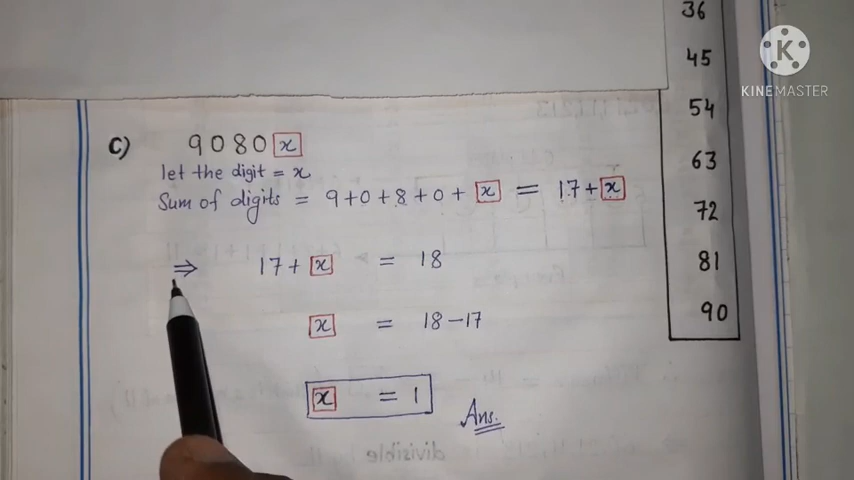 C) 9080x
let the digit = x
Sum of digits = 9+0+8+0+x = 17+x
⇒ 17+x = 18
x = 18-17
x = 1
Ans.
36
45
54
63
72
81
90
K
KINEMASTER